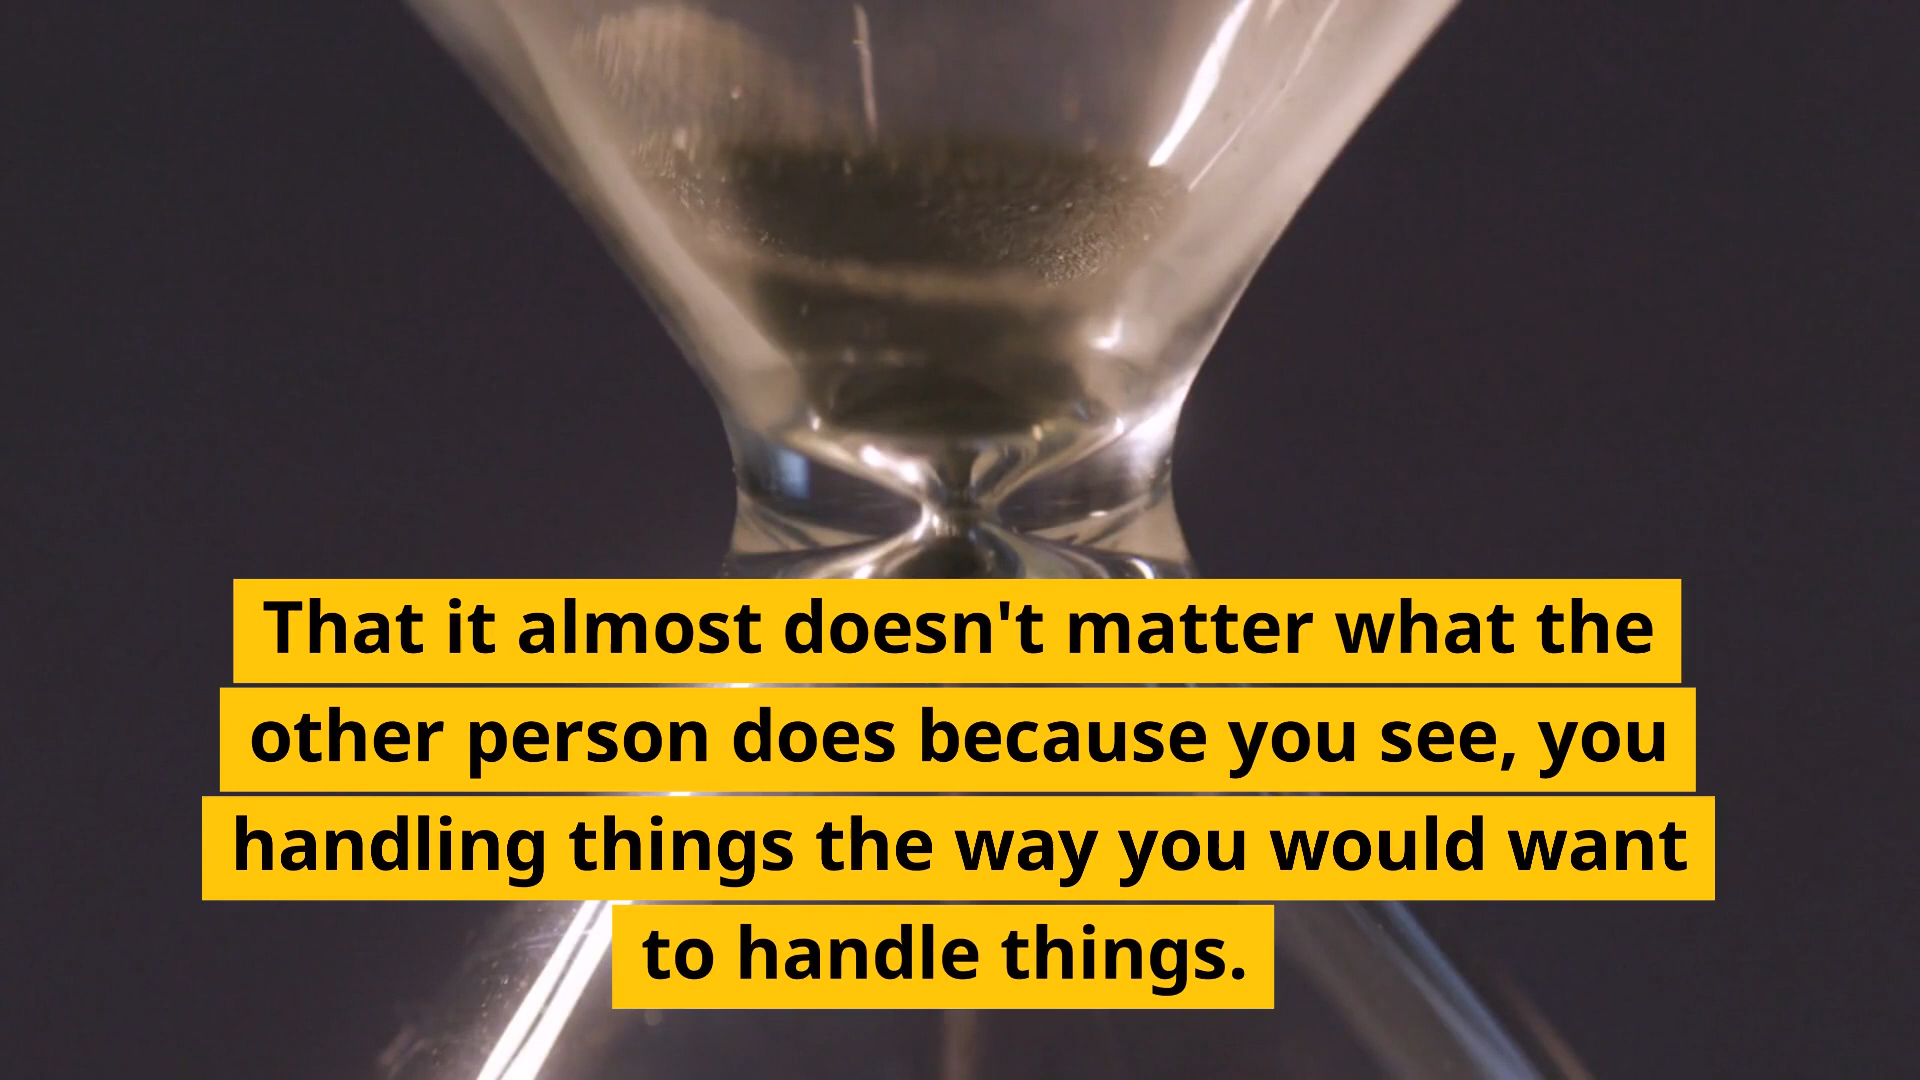 That it almost doesn't matter what the
other person does because you see, you
handling things the way you would want
to handle things.